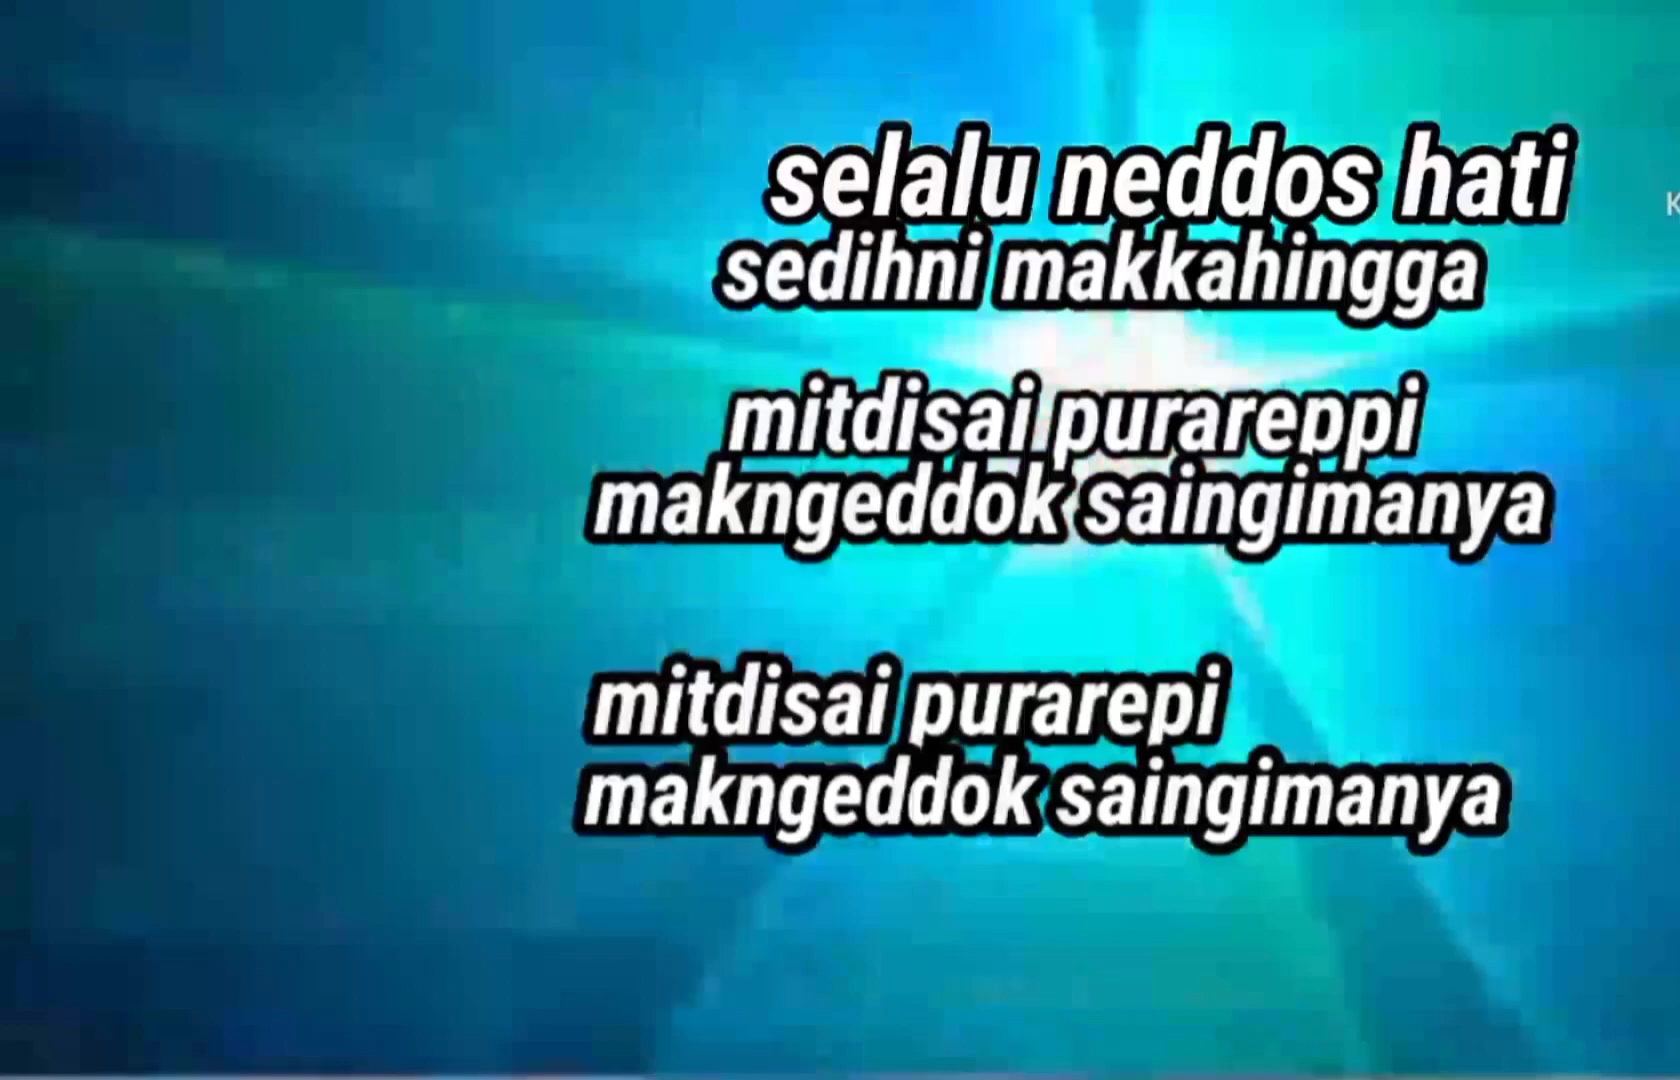 selalu neddos hati
sedihni makkahingga
mitdisai purareppi
makngeddok saingimanya
mitdisai purarepi
makngeddok saingimanya